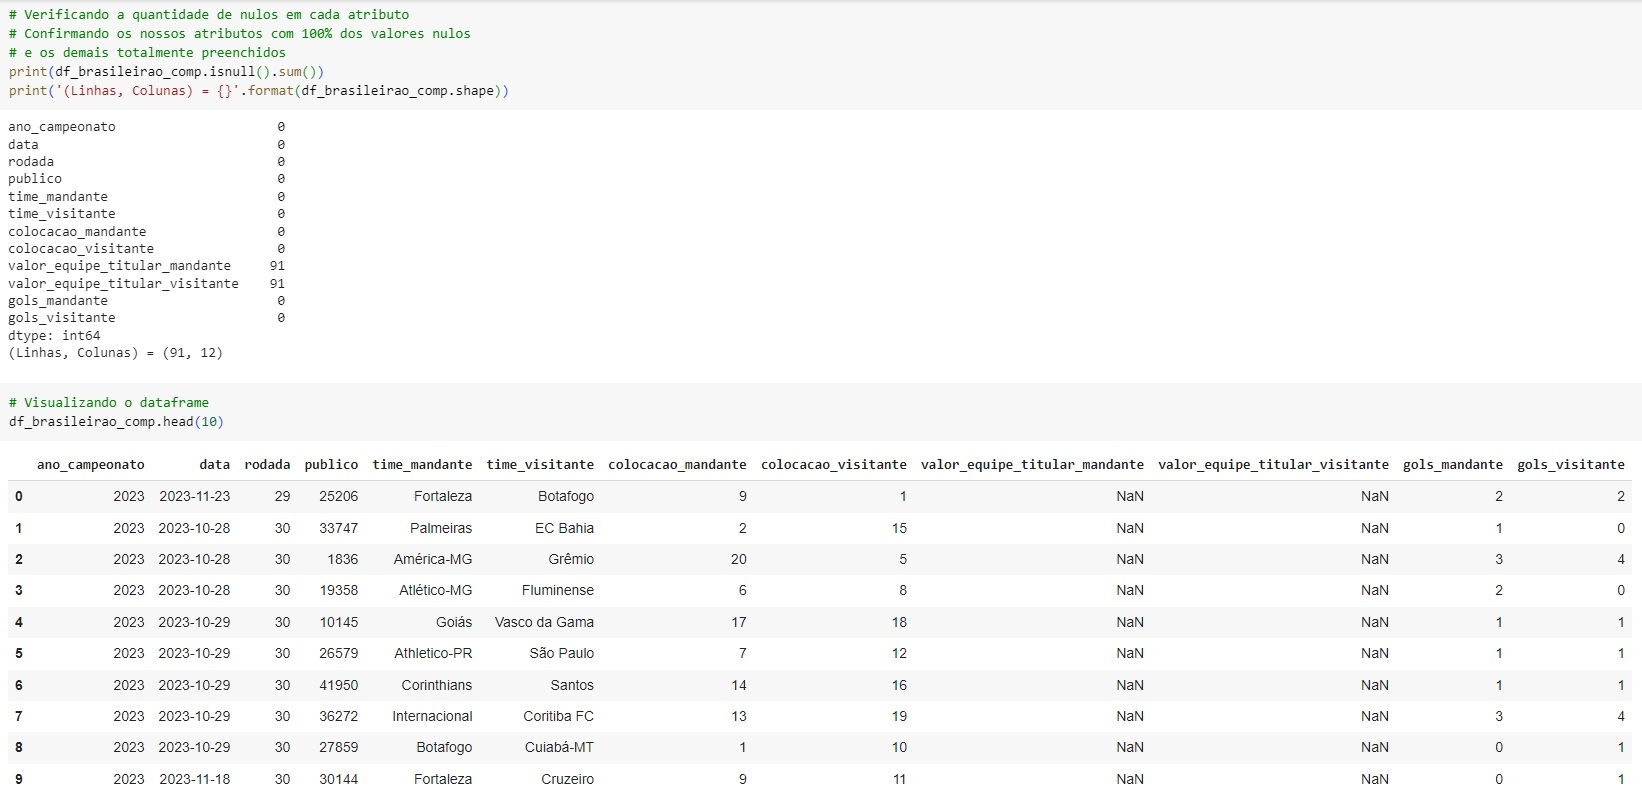 # Verificando a quantidade de nulos em cada atributo
# Confirmando os nossos atributos com 100% dos valores nulos
# e os demais totalmente preenchidos
print(df_brasileirao_comp.isnull().sum())
print('(Linhas, Colunas) = {}'.format(df_brasileirao_comp.shape))
ano_campeonato 0
data 0
rodada 0
publico 0
time_mandante 0
time_visitante 0
colocacao_mandante 0
colocacao_visitante 0
valor_equipe_titular_mandante 91
valor_equipe_titular_visitante 91
gols_mandante 0
gols_visitante 0
dtype: int64
(Linhas, Colunas) = (91, 12)
# Visualizando o dataframe
df_brasileirao_comp.head(10)
ano_campeonato data rodada publico time_mandante time_visitante colocacao_mandante colocacao_visitante valor_equipe_titular_mandante valor_equipe_titular_visitante gols_mandante gols_visitante
0 2023 2023-11-23 29 25206 Fortaleza Botafogo 9 1 NaN NaN 2 2
1 2023 2023-10-28 30 33747 Palmeiras EC Bahia 2 15 NaN NaN 1 0
2 2023 2023-10-28 30 1836 América-MG Grêmio 20 5 NaN NaN 3 4
3 2023 2023-10-28 30 19358 Atlético-MG Fluminense 6 8 NaN NaN 2 0
4 2023 2023-10-29 30 10145 Goiás Vasco da Gama 17 18 NaN NaN 1 1
5 2023 2023-10-29 30 26579 Athletico-PR São Paulo 7 12 NaN NaN 1 1
6 2023 2023-10-29 30 41950 Corinthians Santos 14 16 NaN NaN 1 1
7 2023 2023-10-29 30 36272 Internacional Coritiba FC 13 19 NaN NaN 3 4
8 2023 2023-10-29 30 27859 Botafogo Cuiabá-MT 1 10 NaN NaN 0 1
9 2023 2023-11-18 30 30144 Fortaleza Cruzeiro 9 11 NaN NaN 0 1